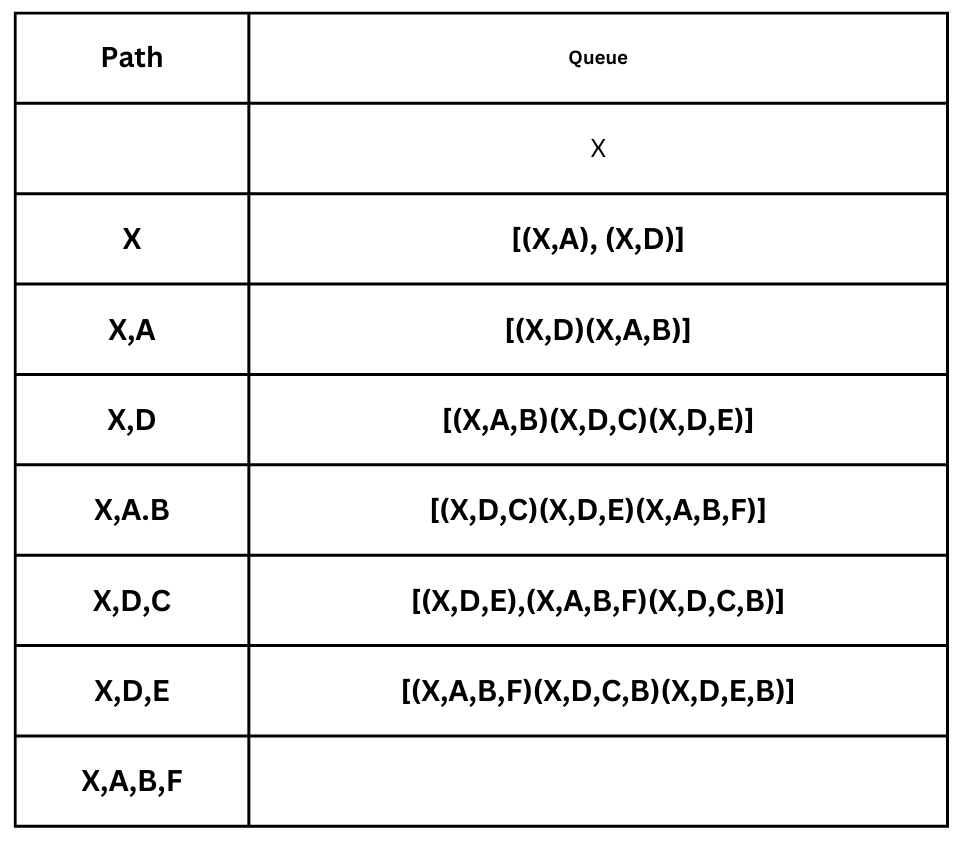 Path Queue
X
X [(X,A), (X,D)]
X,A [(X,D)(X,A,B)]
X,D [(X,A,B)(X,D,C)(X,D,E)]
X,A.B [(X,D,C)(X,D,E)(X,A,B,F)]
X,D,C [(X,D,E),(X,A,B,F)(X,D,C,B)]
X,D,E [(X,A,B,F)(X,D,C,B)(X,D,E,B)]
X,A,B,F